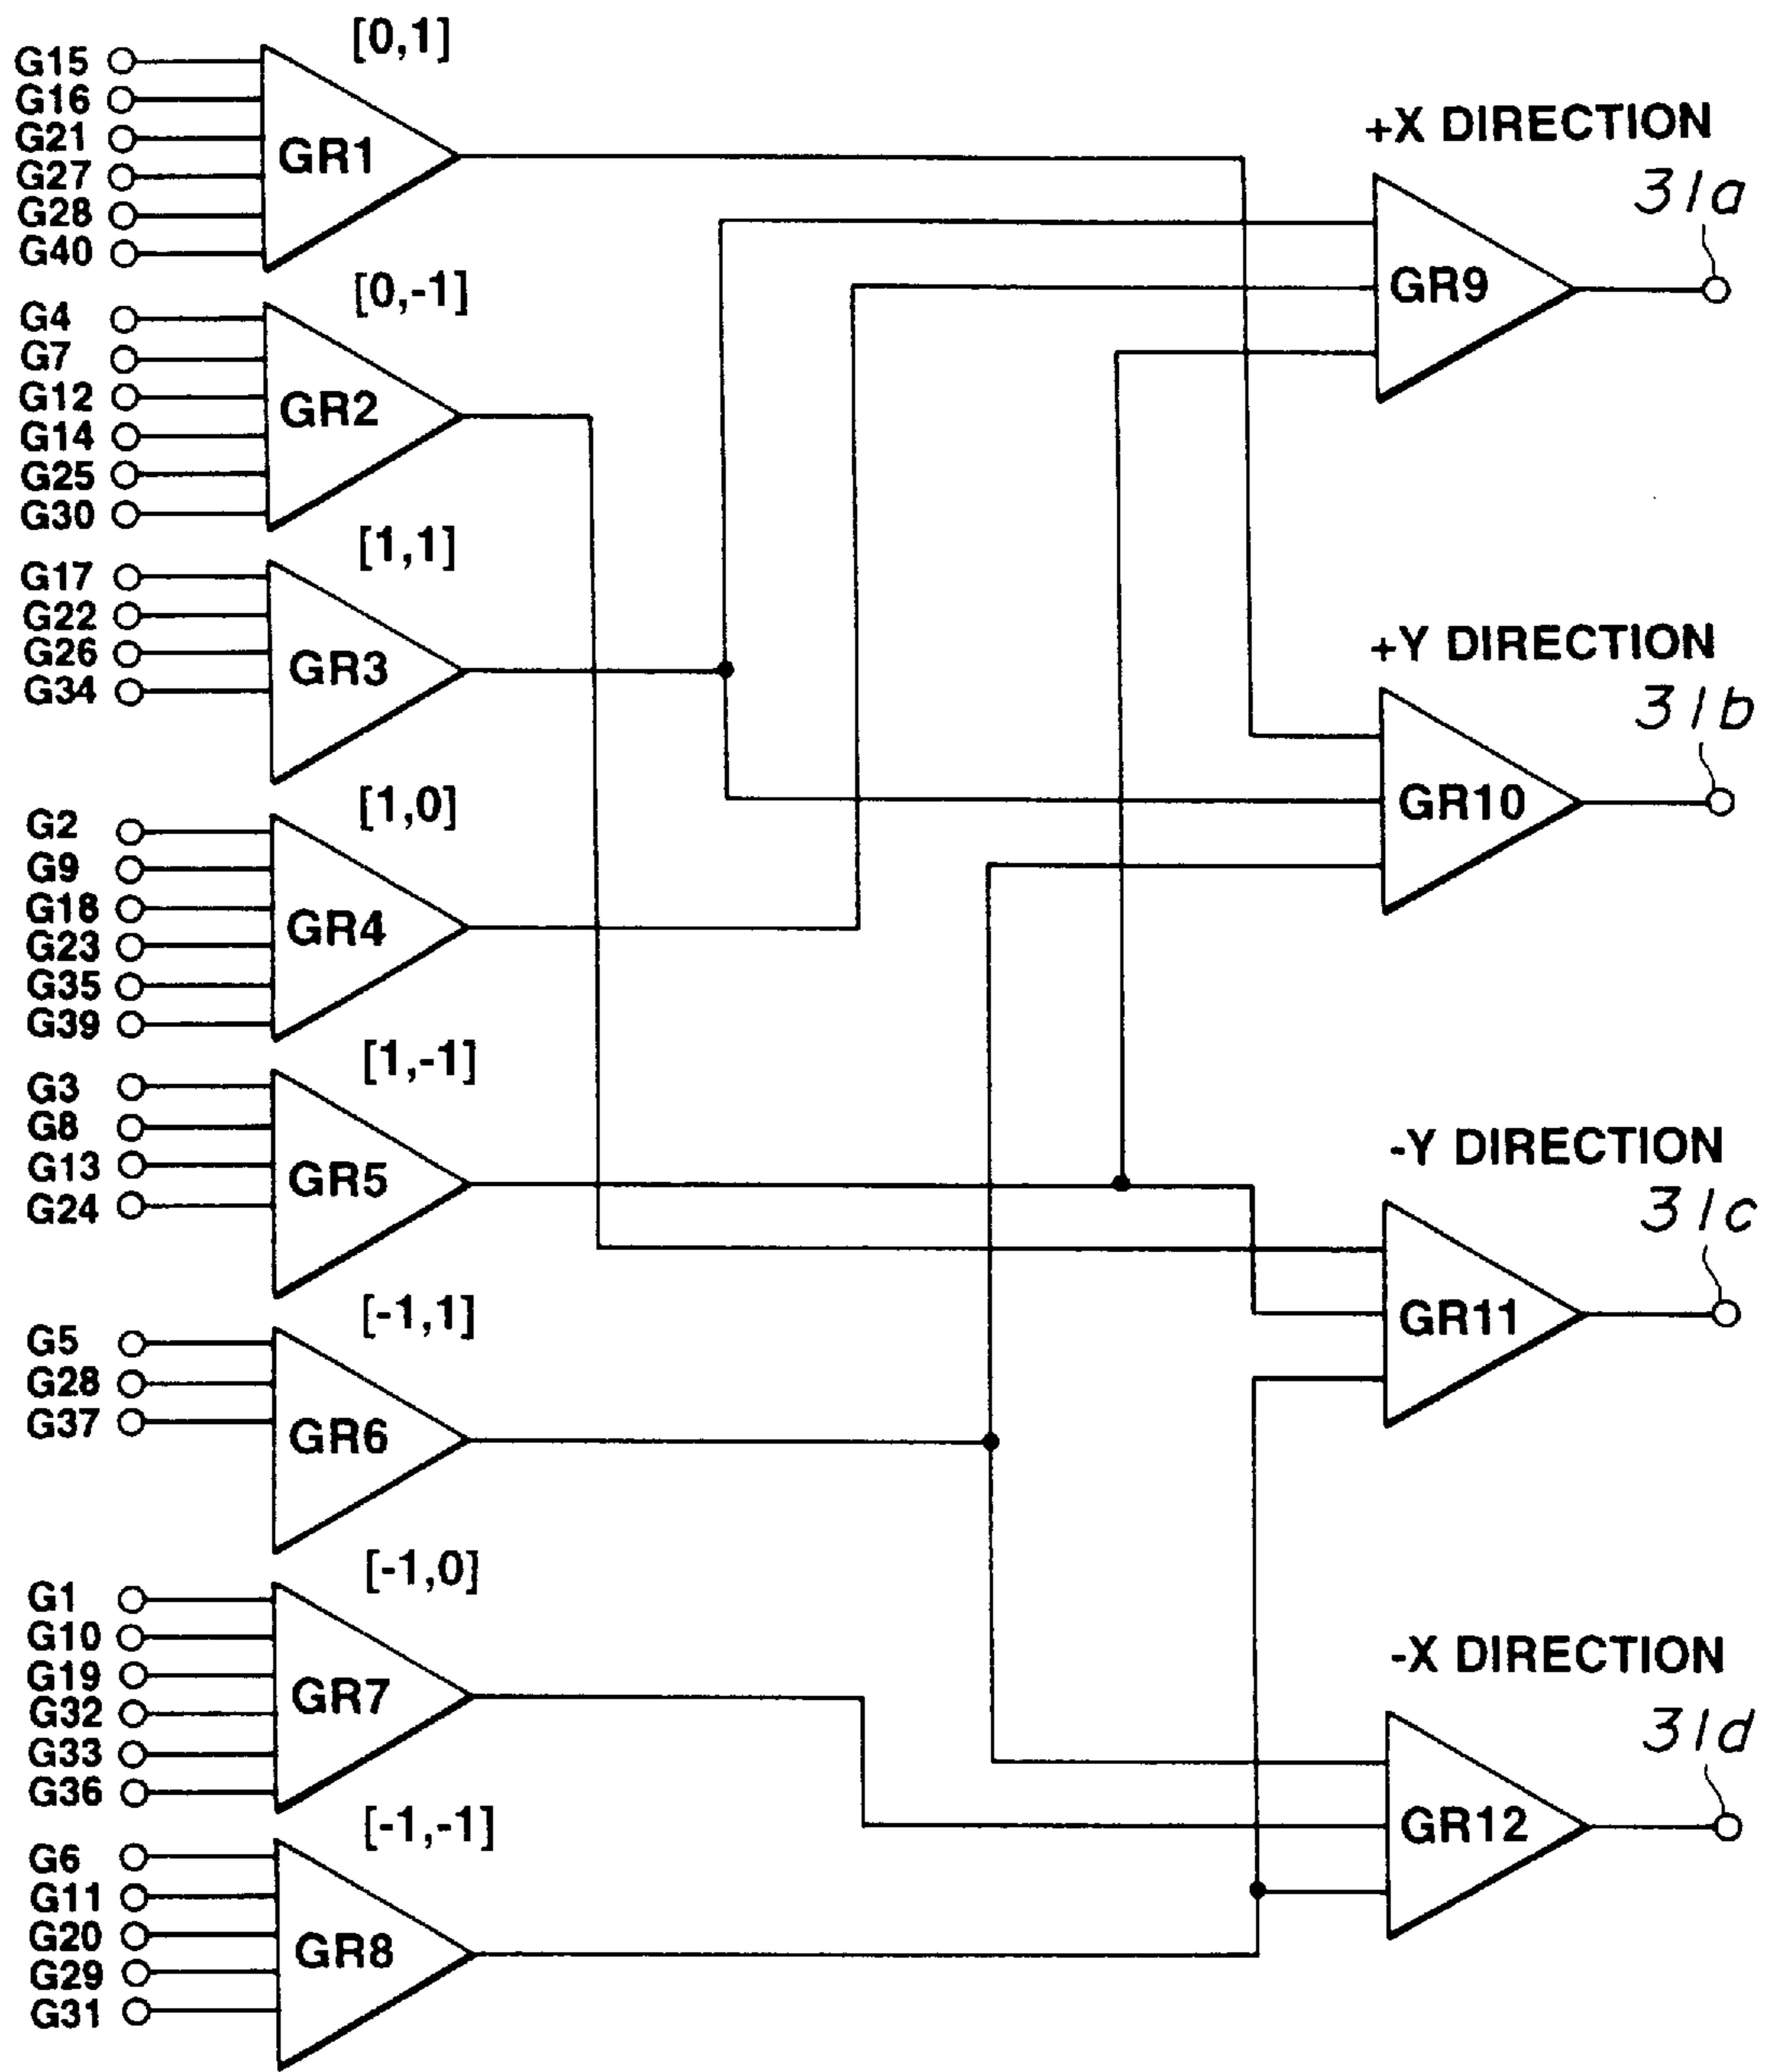 [0,1]
G15
G16
G21
G27
G28
G40
GR1
[0,-1]
G4
G7
G12
G14
G25
G30
GR2
[1,1]
G17
G22
G26
G34
GR3
[1,0]
G2
G9
G18
G23
G35
G39
GR4
[1,-1]
G3
G8
G13
G24
GR5
[-1,1]
G5
G28
G37
GR6
[-1,0]
G1
G10
G19
G32
G33
G36
GR7
[-1,-1]
G6
G11
G20
G29
G31
GR8
+X DIRECTION
31a
GR9
+Y DIRECTION
31b
GR10
-Y DIRECTION
31c
GR11
-X DIRECTION
31d
GR12